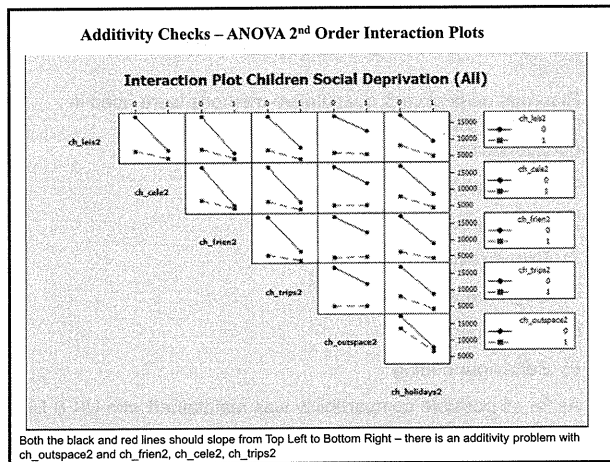 Additivity Checks – ANOVA 2nd Order Interaction Plots
Interaction Plot Children Social Deprivation (All)
0 1 0 1 0 1 0 1 0 1
ch_leis2
15000
10000
5000
ch_leis2
0
1
ch_cele2
15000
10000
5000
ch_cele2
0
1
ch_frien2
15000
10000
5000
ch_frien2
0
1
ch_trips2
15000
10000
5000
ch_trips2
0
1
ch_outspace2
15000
10000
5000
ch_outspace2
0
1
ch_holidays2
Both the black and red lines should slope from Top Left to Bottom Right – there is an additivity problem with
ch_outspace2 and ch_frien2, ch_cele2, ch_trips2